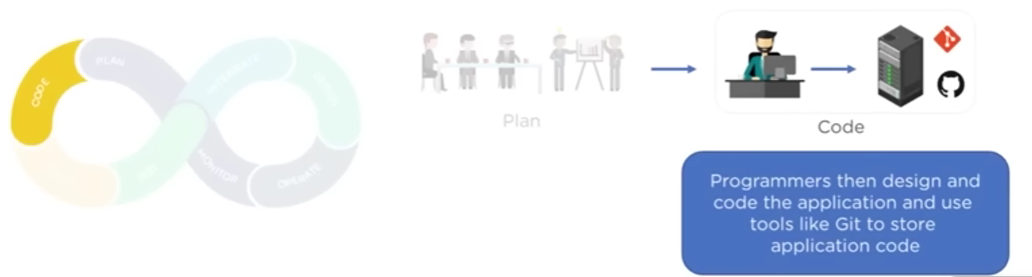 CODE
PLAN
INTEGRATE
MONITOR
OPERATE
Plan
Code
Programmers then design and
code the application and use
tools like Git to store
application code